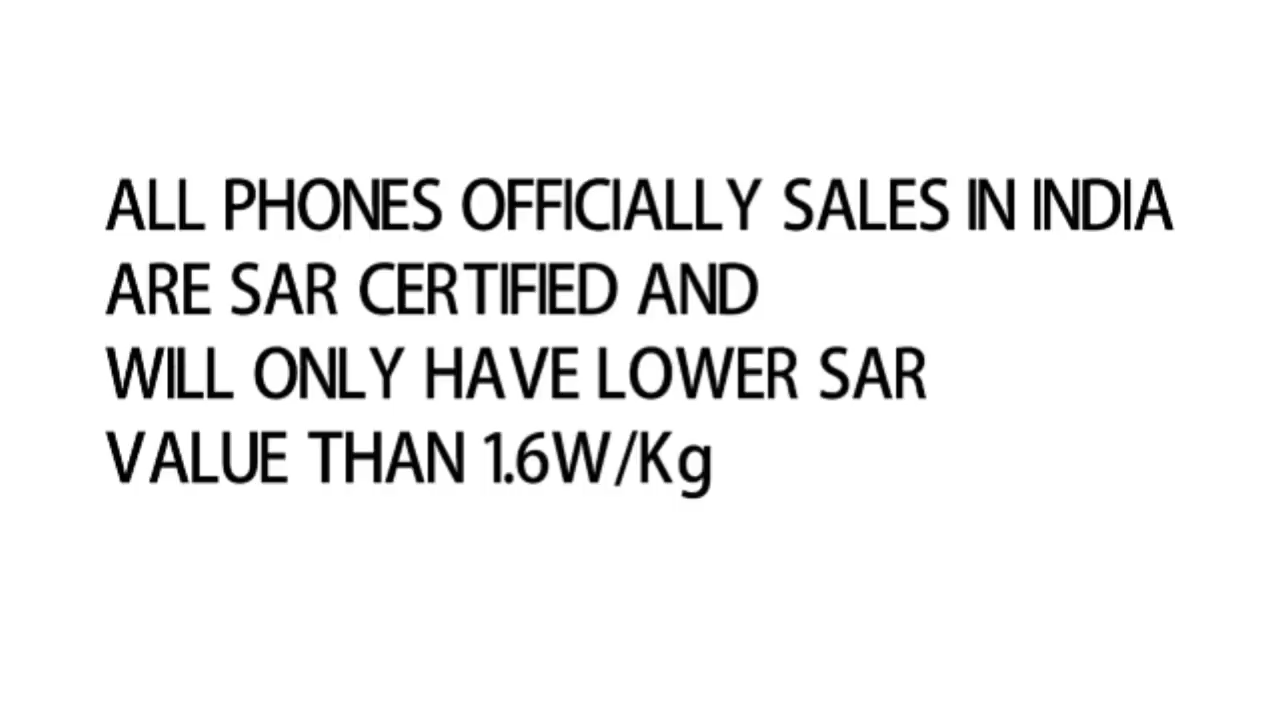 ALL PHONES OFFICIALLY SALES IN INDIA
ARE SAR CERTIFIED AND
WILL ONLY HAVE LOWER SAR
VALUE THAN 1.6W/Kg